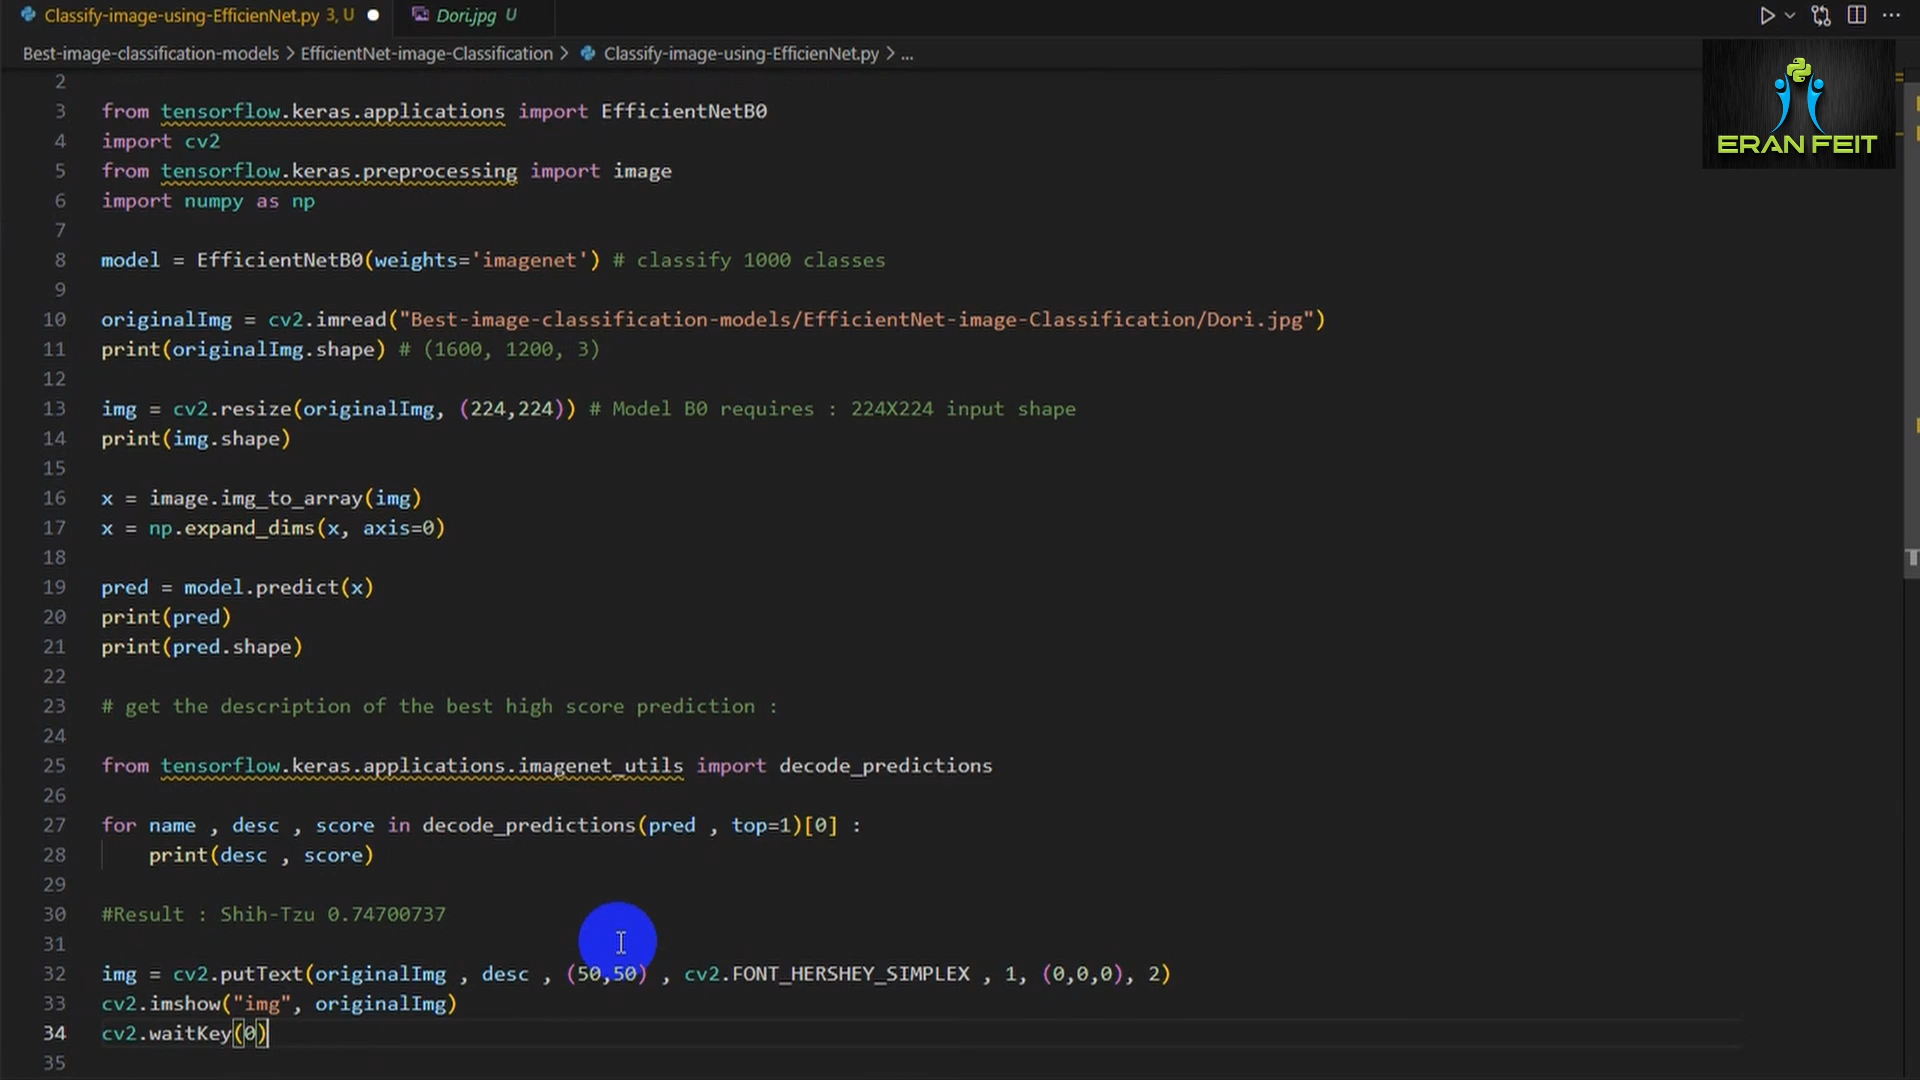 Classify-image-using-EfficienNet.py 3, U
Dori.jpg U
Best-image-classification-models > EfficientNet-image-Classification > Classify-image-using-EfficienNet.py > ...
ERAN FEIT
2
3 from tensorflow.keras.applications import EfficientNetB0
4 import cv2
5 from tensorflow.keras.preprocessing import image
6 import numpy as np
7
8 model = EfficientNetB0(weights='imagenet') # classify 1000 classes
9
10 originalImg = cv2.imread("Best-image-classification-models/EfficientNet-image-Classification/Dori.jpg")
11 print(originalImg.shape) # (1600, 1200, 3)
12
13 img = cv2.resize(originalImg, (224,224)) # Model B0 requires : 224X224 input shape
14 print(img.shape)
15
16 x = image.img_to_array(img)
17 x = np.expand_dims(x, axis=0)
18
19 pred = model.predict(x)
20 print(pred)
21 print(pred.shape)
22
23 # get the description of the best high score prediction :
24
25 from tensorflow.keras.applications.imagenet_utils import decode_predictions
26
27 for name , desc , score in decode_predictions(pred , top=1)[0] :
28     print(desc , score)
29
30 #Result : Shih-Tzu 0.74700737
31
32 img = cv2.putText(originalImg , desc , (50,50) , cv2.FONT_HERSHEY_SIMPLEX , 1, (0,0,0), 2)
33 cv2.imshow("img", originalImg)
34 cv2.waitKey(0)
35